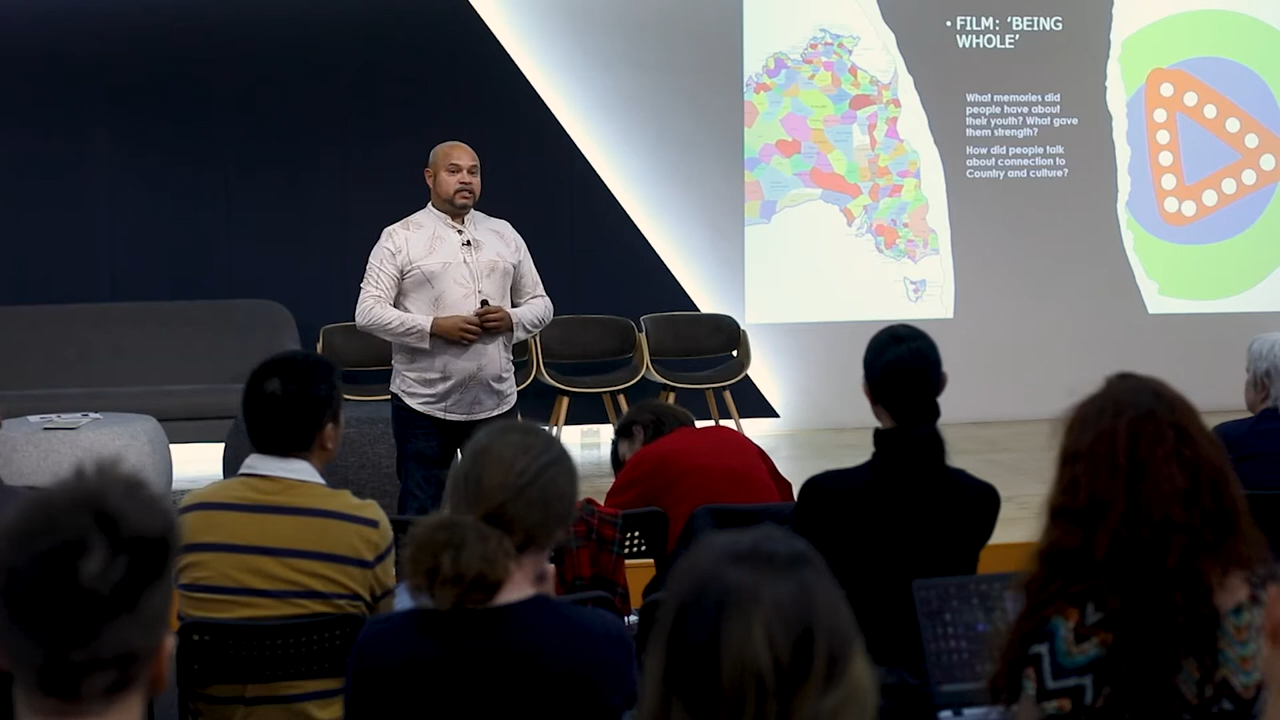 • FILM: ‘BEING
WHOLE’
What memories did
people have about
their youth? What gave
them strength?
How did people talk
about connection to
Country and culture?